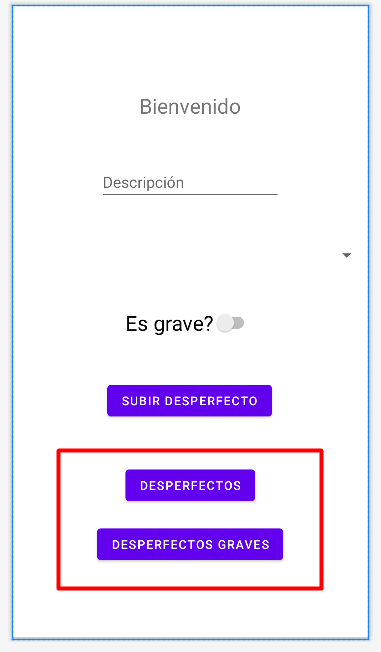 Bienvenido
Descripción
Es grave?
SUBIR DESPERFECTO
DESPERFECTOS
DESPERFECTOS GRAVES